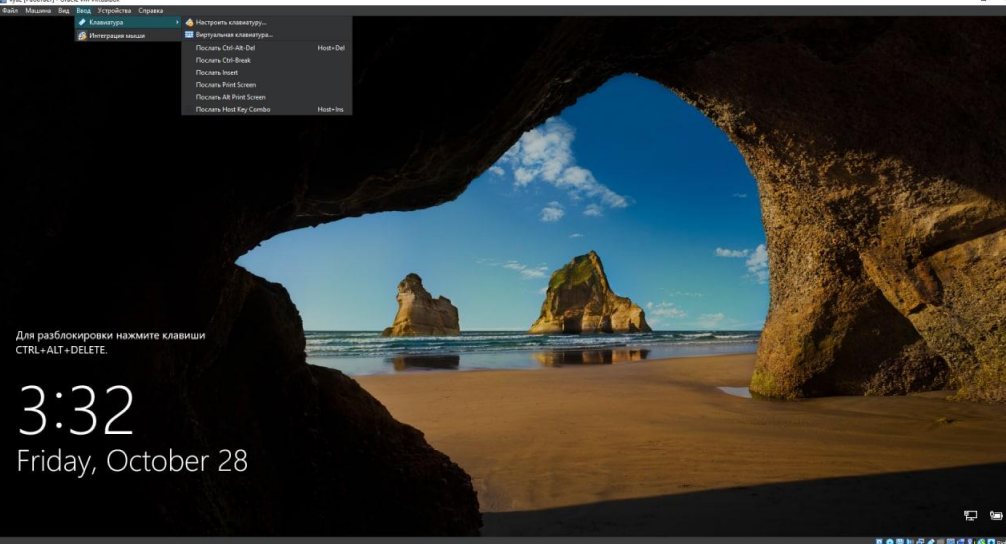 Файл Машина Вид Ввод Устройства Справка
Клавиатура
Интеграция мыши
Настроить клавиатуру...
Виртуальная клавиатура...
Послать Ctrl-Alt-Del Host+Del
Послать Ctrl-Break
Послать Insert
Послать Print Screen
Послать Alt Print Screen
Послать Host Key Combo Host+Ins
Для разблокировки нажмите клавиши
CTRL+ALT+DELETE.
3:32
Friday, October 28